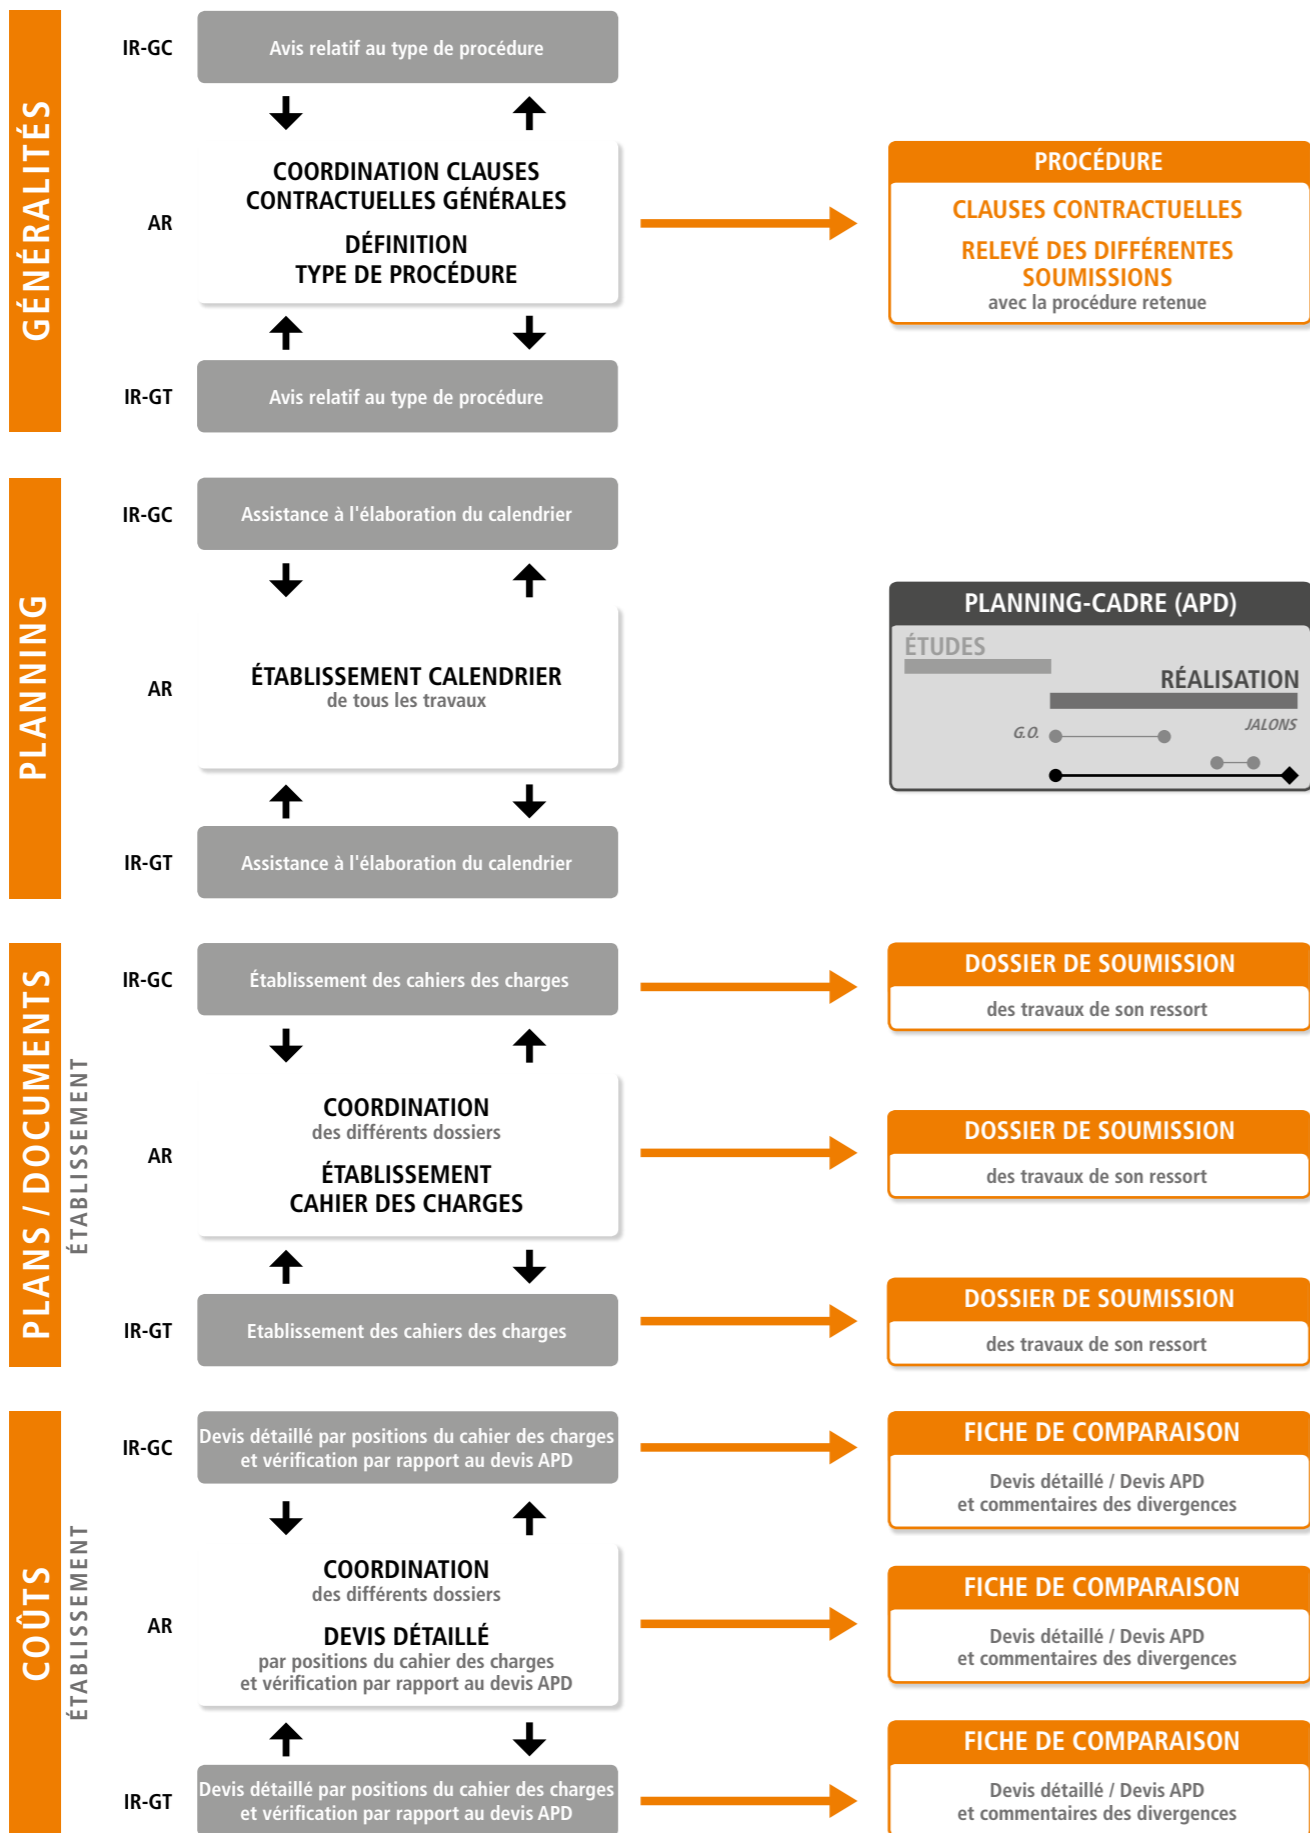 GÉNÉRALITÉS
IR-GC
Avis relatif au type de procédure
AR
COORDINATION CLAUSES
CONTRACTUELLES GÉNÉRALES
DÉFINITION
TYPE DE PROCÉDURE
PROCÉDURE
CLAUSES CONTRACTUELLES
RELEVÉ DES DIFFÉRENTES
SOUMISSIONS
avec la procédure retenue
IR-GT
Avis relatif au type de procédure
PLANNING
IR-GC
Assistance à l'élaboration du calendrier
AR
ÉTABLISSEMENT CALENDRIER
de tous les travaux
PLANNING-CADRE (APD)
ÉTUDES
RÉALISATION
G.O.
JALONS
IR-GT
Assistance à l'élaboration du calendrier
PLANS / DOCUMENTS
ÉTABLISSEMENT
IR-GC
Établissement des cahiers des charges
DOSSIER DE SOUMISSION
des travaux de son ressort
AR
COORDINATION
des différents dossiers
ÉTABLISSEMENT
CAHIER DES CHARGES
DOSSIER DE SOUMISSION
des travaux de son ressort
IR-GT
Etablissement des cahiers des charges
DOSSIER DE SOUMISSION
des travaux de son ressort
COÛTS
ÉTABLISSEMENT
IR-GC
Devis détaillé par positions du cahier des charges
et vérification par rapport au devis APD
FICHE DE COMPARAISON
Devis détaillé / Devis APD
et commentaires des divergences
AR
COORDINATION
des différents dossiers
DEVIS DÉTAILLÉ
par positions du cahier des charges
et vérification par rapport au devis APD
FICHE DE COMPARAISON
Devis détaillé / Devis APD
et commentaires des divergences
IR-GT
Devis détaillé par positions du cahier des charges
et vérification par rapport au devis APD
FICHE DE COMPARAISON
Devis détaillé / Devis APD
et commentaires des divergences